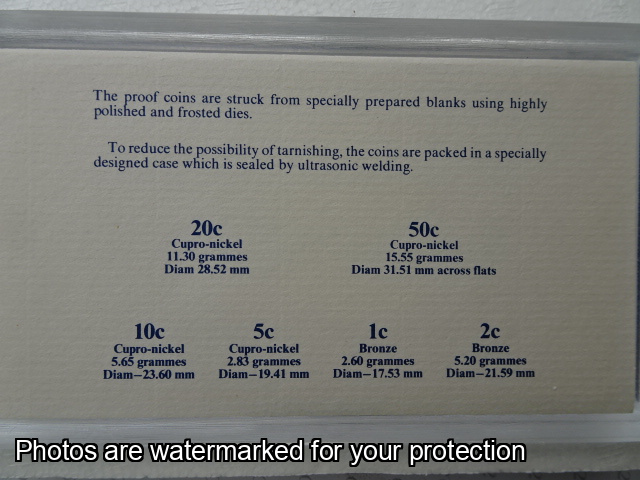 The proof coins are struck from specially prepared blanks using highly
polished and frosted dies.
To reduce the possibility of tarnishing, the coins are packed in a specially
designed case which is sealed by ultrasonic welding.
20c
Cupro-nickel
11.30 grammes
Diam 28.52 mm
50c
Cupro-nickel
15.55 grammes
Diam 31.51 mm across flats
10c
Cupro-nickel
5.65 grammes
Diam—23.60 mm
5c
Cupro-nickel
2.83 grammes
Diam—19.41 mm
1c
Bronze
2.60 grammes
Diam—17.53 mm
2c
Bronze
5.20 grammes
Diam—21.59 mm
Photos are watermarked for your protection